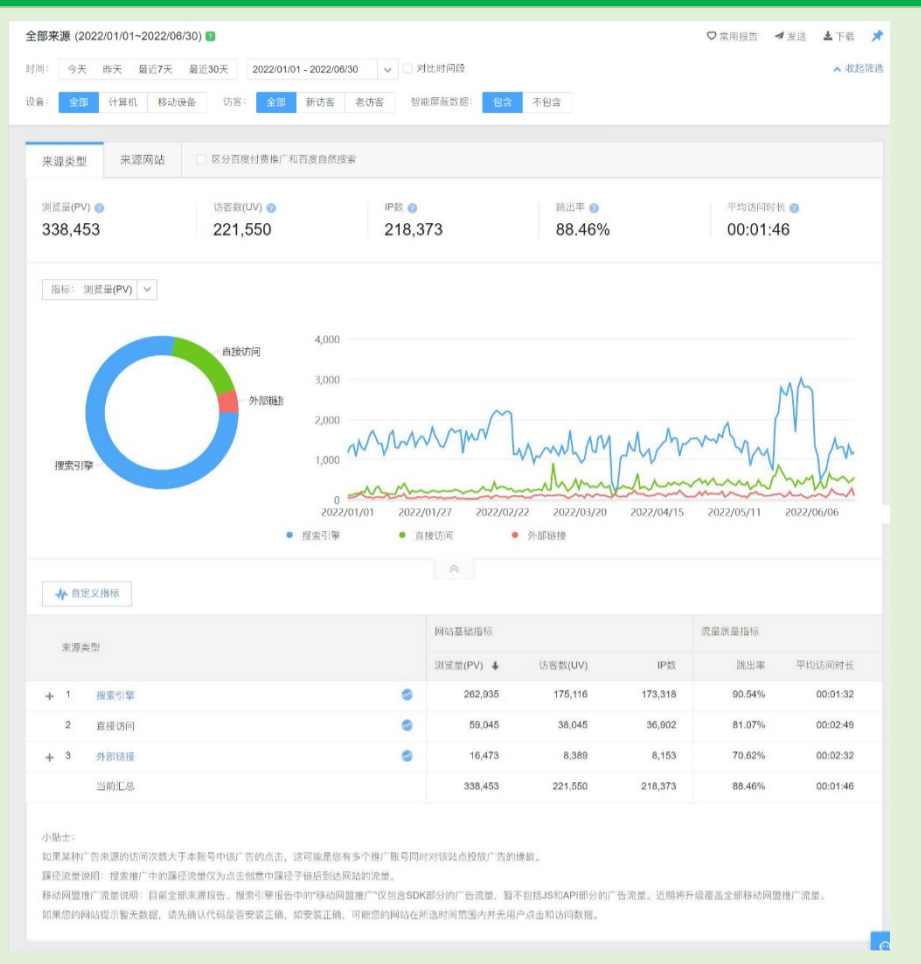 全部来源 (2022/01/01~2022/06/30) ?
常用报告 发送 下载
时间: 今天 昨天 最近7天 最近30天 2022/01/01 - 2022/06/30 对比时间段 收起筛选
设备: 全部 计算机 移动设备 访客: 全部 新访客 老访客 智能屏蔽数据: 包含 不包含
来源类型 来源网站 区分百度付费推广和百度自然搜索
浏览量(PV) ? 访客数(UV) ? IP数 ? 跳出率 ? 平均访问时长 ?
338,453 221,550 218,373 88.46% 00:01:46
指标: 浏览量(PV)
直接访问
外部链接
搜索引擎
4,000
3,000
2,000
1,000
0
2022/01/01 2022/01/27 2022/02/22 2022/03/20 2022/04/15 2022/05/11 2022/06/06
搜索引擎 直接访问 外部链接
自定义指标
来源类型 网站基础指标 流量质量指标
浏览量(PV) 访客数(UV) IP数 跳出率 平均访问时长
+ 1 搜索引擎 262,935 175,116 173,318 90.54% 00:01:32
2 直接访问 59,045 38,045 36,902 81.07% 00:02:49
+ 3 外部链接 16,473 8,389 8,153 70.62% 00:02:32
当前汇总 338,453 221,550 218,373 88.46% 00:01:46
小贴士:
如果某种广告来源的访问次数大于本账号中该广告的点击，这可能是您有多个推广账号同时对该站点投放广告的缘故。
蹊径流量说明：搜索推广中的蹊径流量仅为点击创意中蹊径子链后到达网站的流量。
移动网盟推广流量说明：目前全部来源报告，搜索引擎报告中的“移动网盟推广”仅包含SDK部分的广告流量，暂不包括JS和API部分的广告流量。近期将升级覆盖全部移动网盟推广流量。
如果您的网站提示暂无数据，请先确认代码是否安装正确，如安装正确，可能您的网站在所选时间范围内并无用户点击和访问数据。